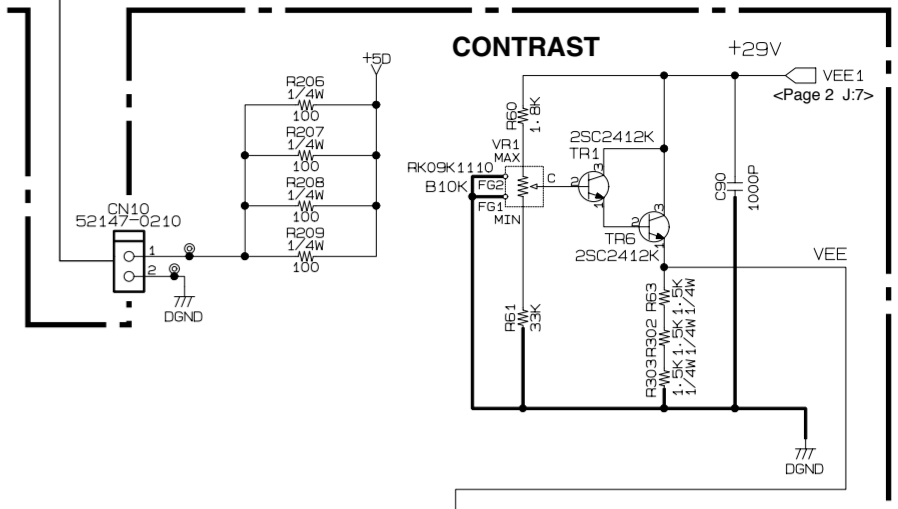 CONTRAST
+29V
VEE1
<Page 2 J:7>
+5D
R206
1/4W
100
R207
1/4W
100
R208
1/4W
100
R209
1/4W
100
CN10
52147-0210
1
2
DGND
R60
1.8K
VR1
MAX
RK09K1110
B10K
FG2
FG1
C
MIN
2SC2412K
TR1
3
2
1
3
2
1
TR6
2SC2412K
C90
1000P
VEE
R61
33K
R63
1.5K
1/4W
R302
1.5K
1/4W
R303
1.5K
1/4W
DGND